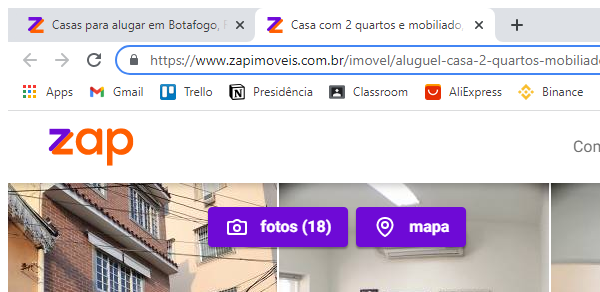 Casas para alugar em Botafogo,
Casa com 2 quartos e mobiliado,
https://www.zapimoveis.com.br/imovel/aluguel-casa-2-quartos-mobiliado
Apps Gmail Trello Presidência Classroom AliExpress Binance
zap
Con
fotos (18) mapa